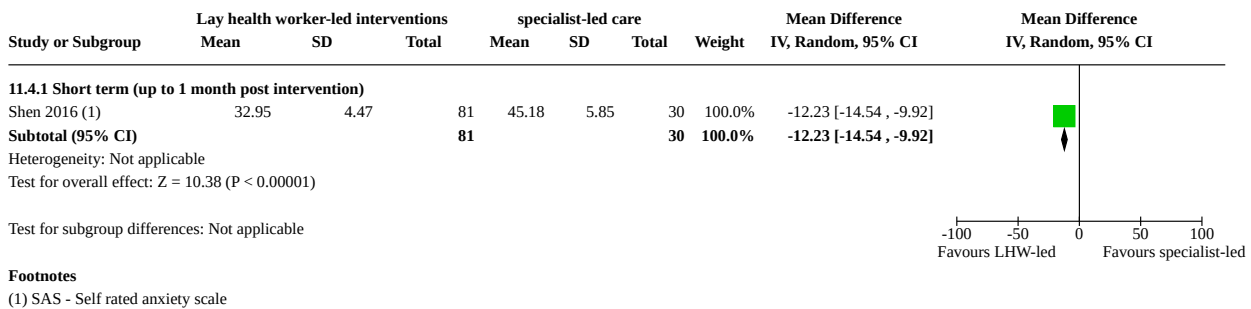 Lay health worker-led interventions specialist-led care Mean Difference Mean Difference
Study or Subgroup Mean SD Total Mean SD Total Weight IV, Random, 95% CI IV, Random, 95% CI
11.4.1 Short term (up to 1 month post intervention)
Shen 2016 (1) 32.95 4.47 81 45.18 5.85 30 100.0% -12.23 [-14.54 , -9.92]
Subtotal (95% CI) 81 30 100.0% -12.23 [-14.54 , -9.92]
Heterogeneity: Not applicable
Test for overall effect: Z = 10.38 (P < 0.00001)
Test for subgroup differences: Not applicable
-100 -50 0 50 100
Favours LHW-led Favours specialist-led
Footnotes
(1) SAS - Self rated anxiety scale